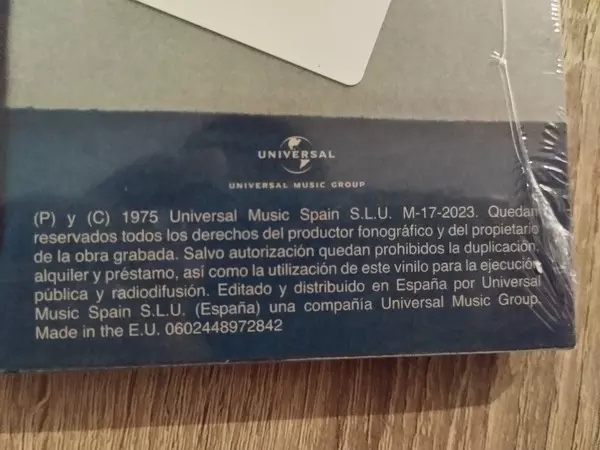 UNIVERSAL
UNIVERSAL MUSIC GROUP
(P) y (C) 1975 Universal Music Spain S.L.U. M-17-2023. Quedan
reservados todos los derechos del productor fonográfico y del propietario
de la obra grabada. Salvo autorización quedan prohibidos la duplicación,
alquiler y préstamo, así como la utilización de este vinilo para la ejecución
pública y radiodifusión. Editado y distribuido en España por Universal
Music Spain S.L.U. (España) una compañía Universal Music Group.
Made in the E.U. 0602448972842